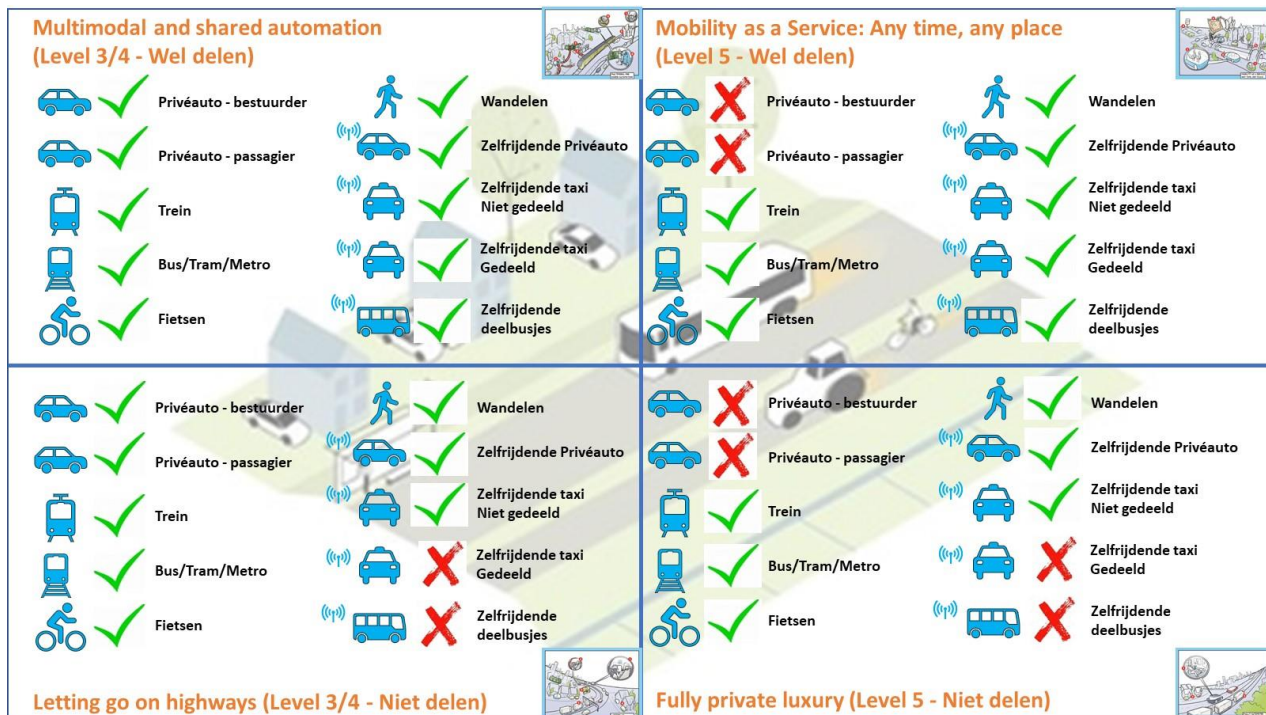 Multimodal and shared automation
(Level 3/4 - Wel delen)
Privéauto - bestuurder
Privéauto - passagier
Trein
Bus/Tram/Metro
Fietsen
Wandelen
Zelfrijdende Privéauto
Zelfrijdende taxi
Niet gedeeld
Zelfrijdende taxi
Gedeeld
Zelfrijdende
deelbusjes
Mobility as a Service: Any time, any place
(Level 5 - Wel delen)
Privéauto - bestuurder
Privéauto - passagier
Trein
Bus/Tram/Metro
Fietsen
Wandelen
Zelfrijdende Privéauto
Zelfrijdende taxi
Niet gedeeld
Zelfrijdende taxi
Gedeeld
Zelfrijdende
deelbusjes
Privéauto - bestuurder
Privéauto - passagier
Trein
Bus/Tram/Metro
Fietsen
Wandelen
Zelfrijdende Privéauto
Zelfrijdende taxi
Niet gedeeld
Zelfrijdende taxi
Gedeeld
Zelfrijdende
deelbusjes
Letting go on highways (Level 3/4 - Niet delen)
Privéauto - bestuurder
Privéauto - passagier
Trein
Bus/Tram/Metro
Fietsen
Wandelen
Zelfrijdende Privéauto
Zelfrijdende taxi
Niet gedeeld
Zelfrijdende taxi
Gedeeld
Zelfrijdende
deelbusjes
Fully private luxury (Level 5 - Niet delen)